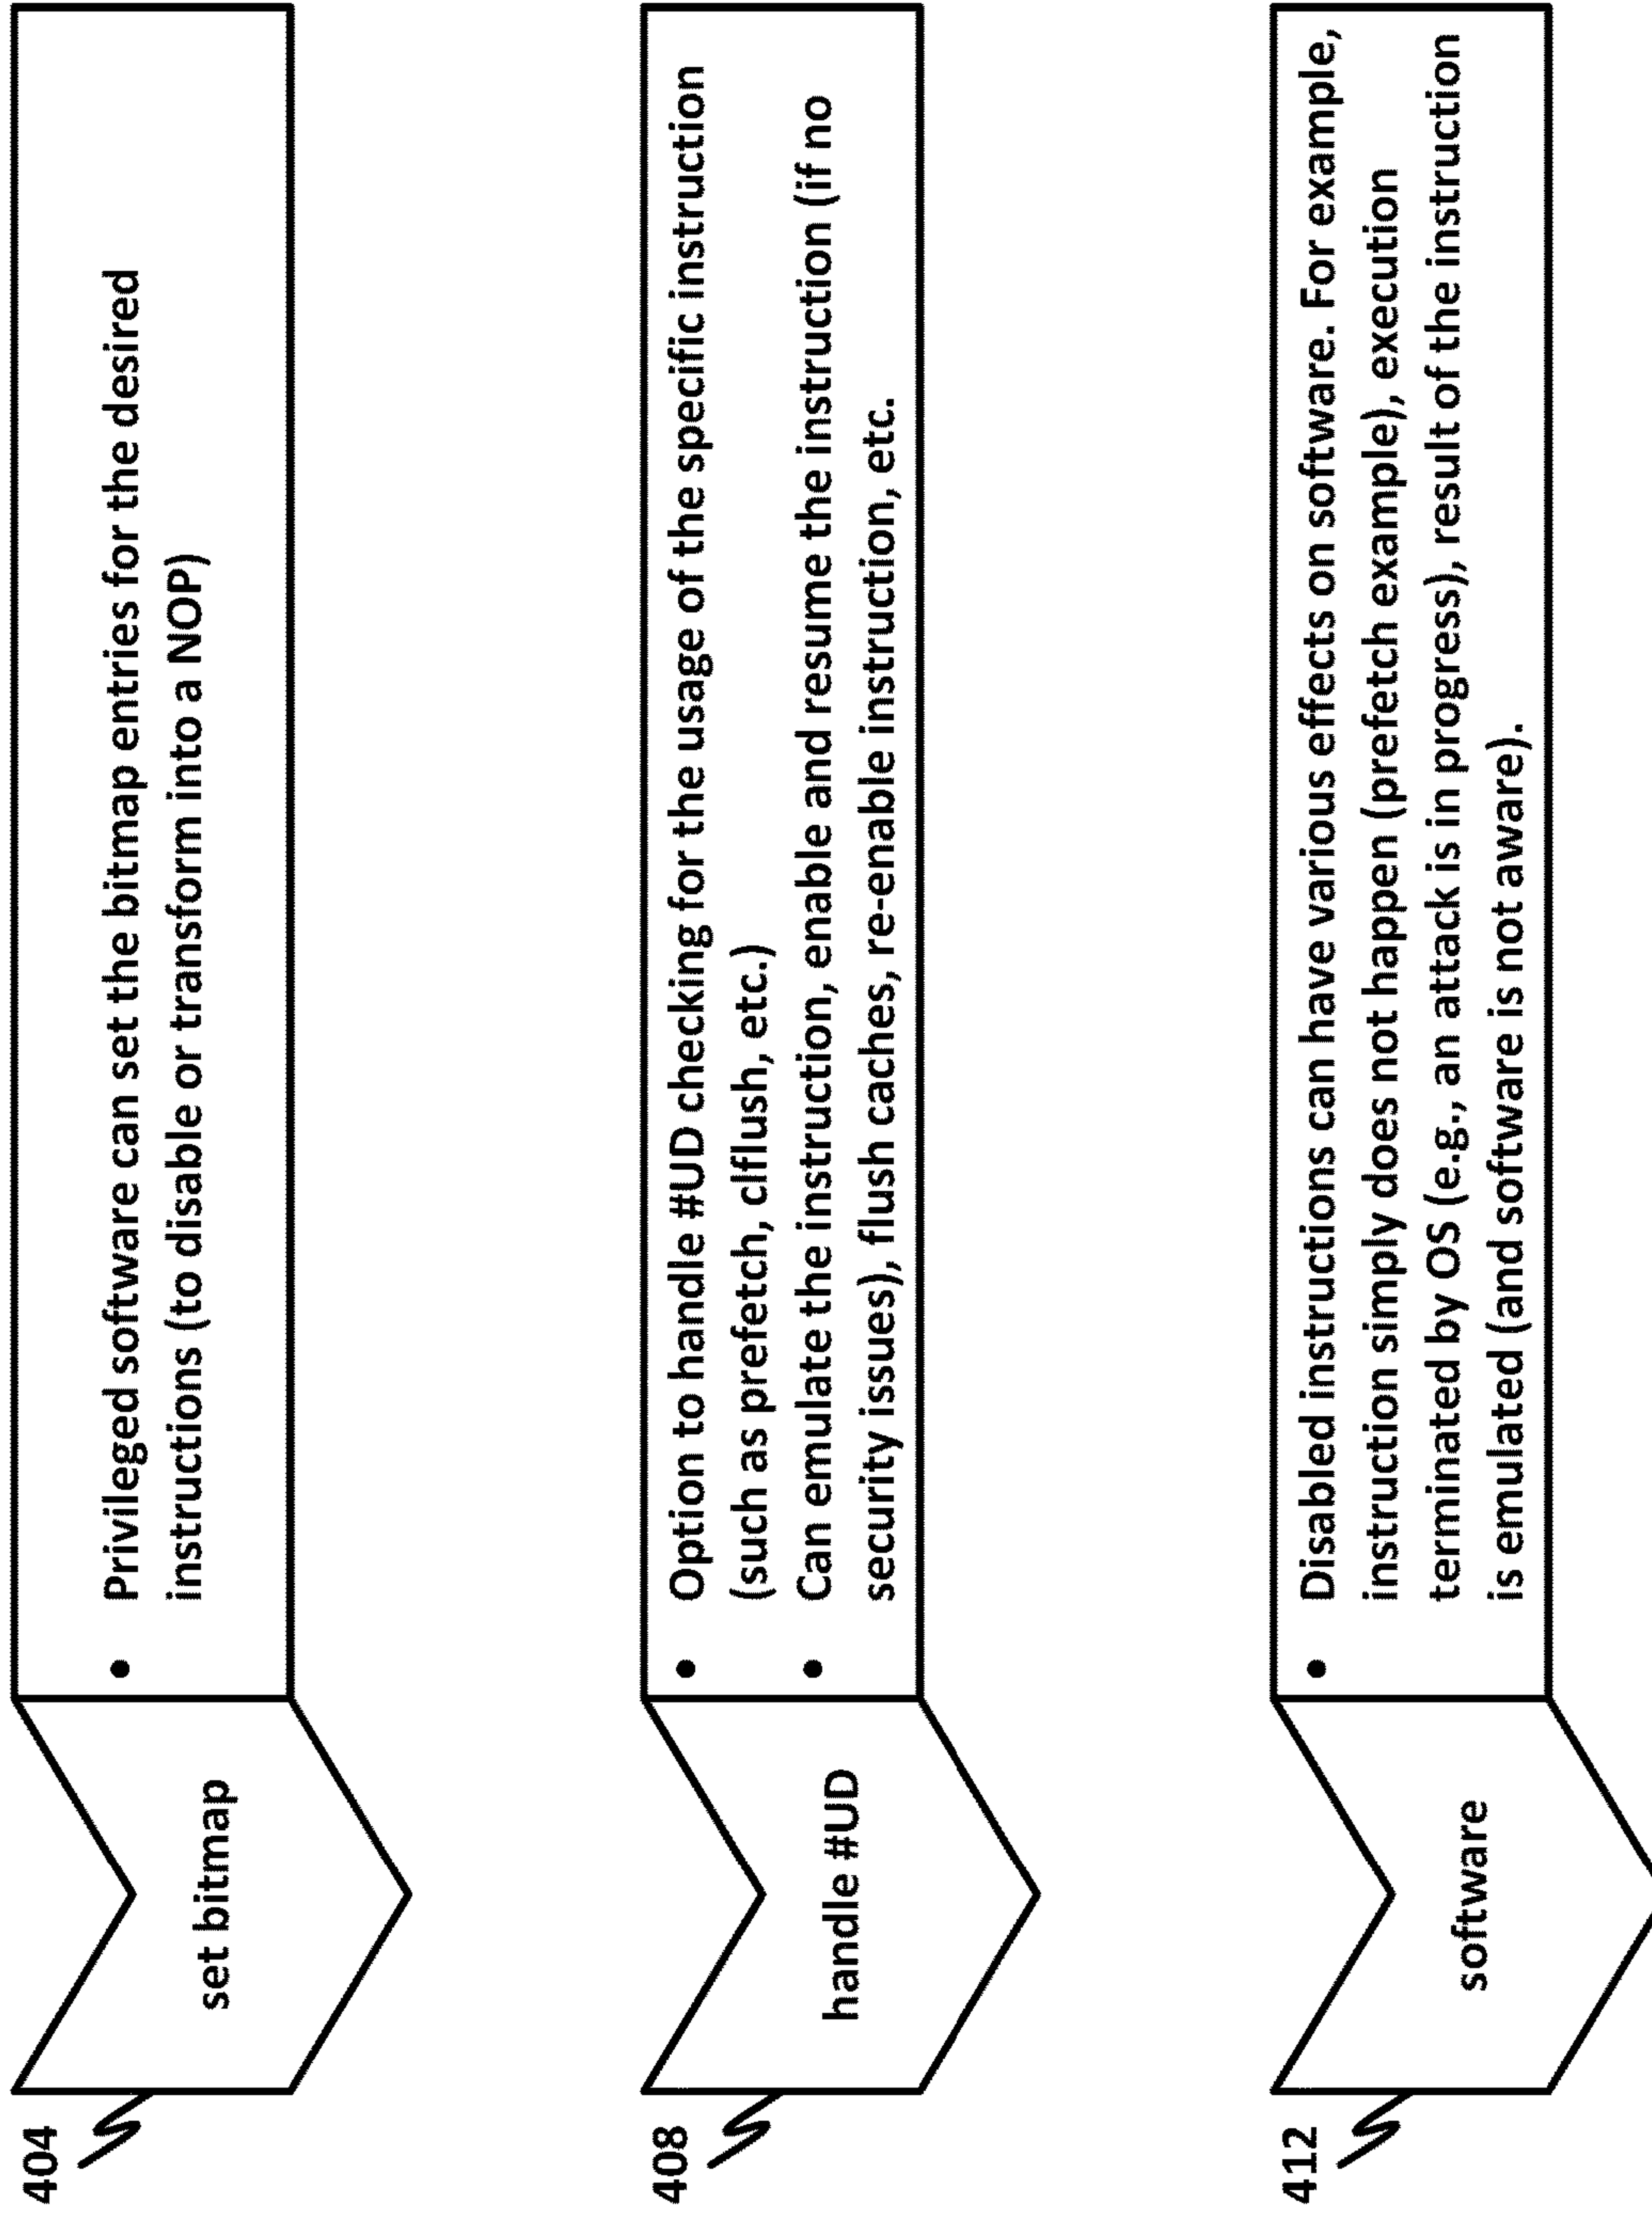 404
set bitmap
• Privileged software can set the bitmap entries for the desired
instructions (to disable or transform into a NOP)
408
handle #UD
• Option to handle #UD checking for the usage of the specific instruction
(such as prefetch, clflush, etc.)
• Can emulate the instruction, enable and resume the instruction (if no
security issues), flush caches, re-enable instruction, etc.
412
software
• Disabled instructions can have various effects on software. For example,
instruction simply does not happen (prefetch example), execution
terminated by OS (e.g., an attack is in progress), result of the instruction
is emulated (and software is not aware).